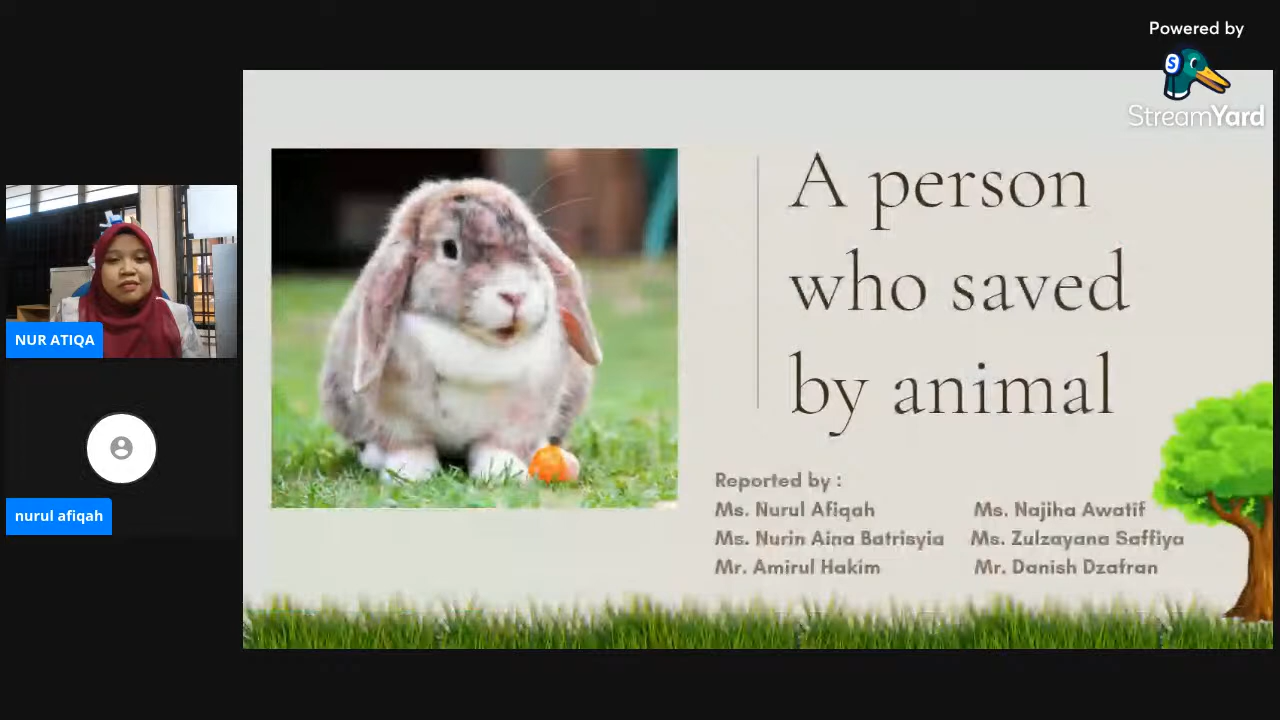 Powered by
S
StreamYard
NUR ATIQA
nurul afiqah
A person
who saved
by animal
Reported by :
Ms. Nurul Afiqah
Ms. Najiha Awatif
Ms. Nurin Aina Batrisyia
Ms. Zulzayana Saffiya
Mr. Amirul Hakim
Mr. Danish Dzafran